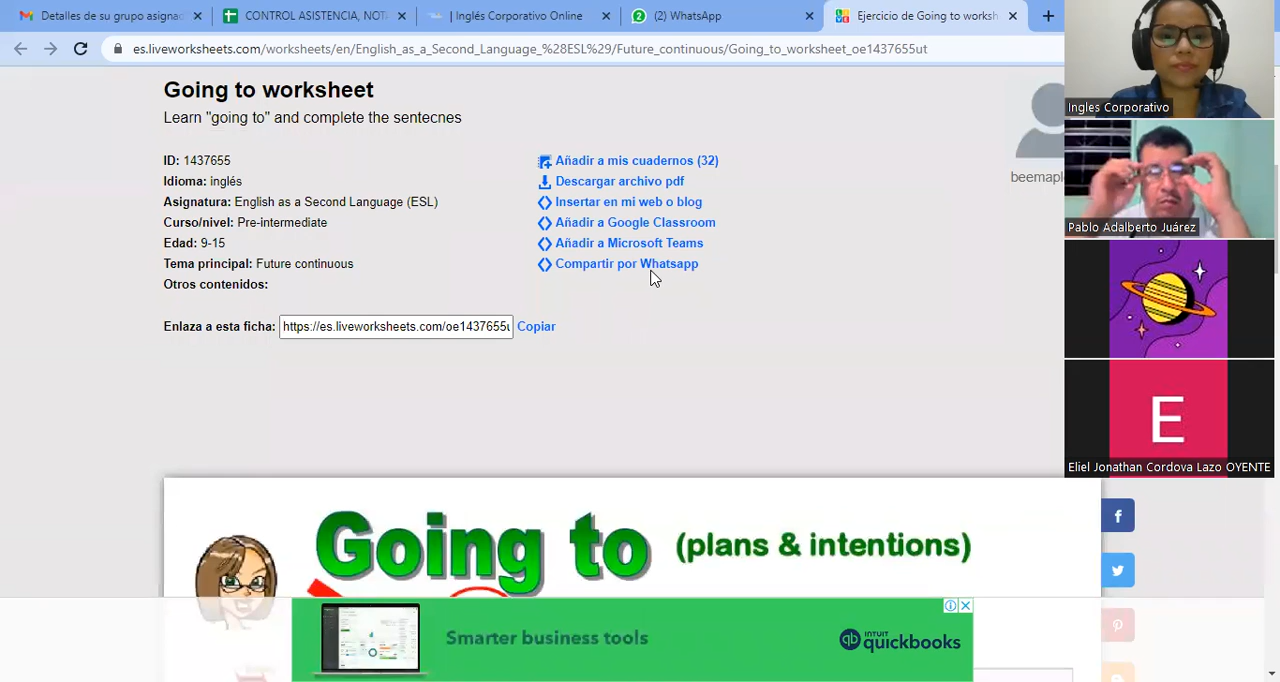 Detalles de su grupo asignad
CONTROL ASISTENCIA, NOT
| Inglés Corporativo Online
(2) WhatsApp
Ejercicio de Going to worksh
es.liveworksheets.com/worksheets/en/English_as_a_Second_Language_%28ESL%29/Future_continuous/Going_to_worksheet_oe1437655ut
Going to worksheet
Learn "going to" and complete the sentecnes
ID: 1437655
Idioma: inglés
Asignatura: English as a Second Language (ESL)
Curso/nivel: Pre-intermediate
Edad: 9-15
Tema principal: Future continuous
Otros contenidos:
Añadir a mis cuadernos (32)
Descargar archivo pdf
Insertar en mi web o blog
Añadir a Google Classroom
Añadir a Microsoft Teams
Compartir por Whatsapp
beemapl
Enlaza a esta ficha: https://es.liveworksheets.com/oe1437655u Copiar
Going to (plans & intentions)
Smarter business tools
qb INTUIT quickbooks
Ingles Corporativo
Pablo Adalberto Juárez
E
Eliel Jonathan Cordova Lazo OYENTE